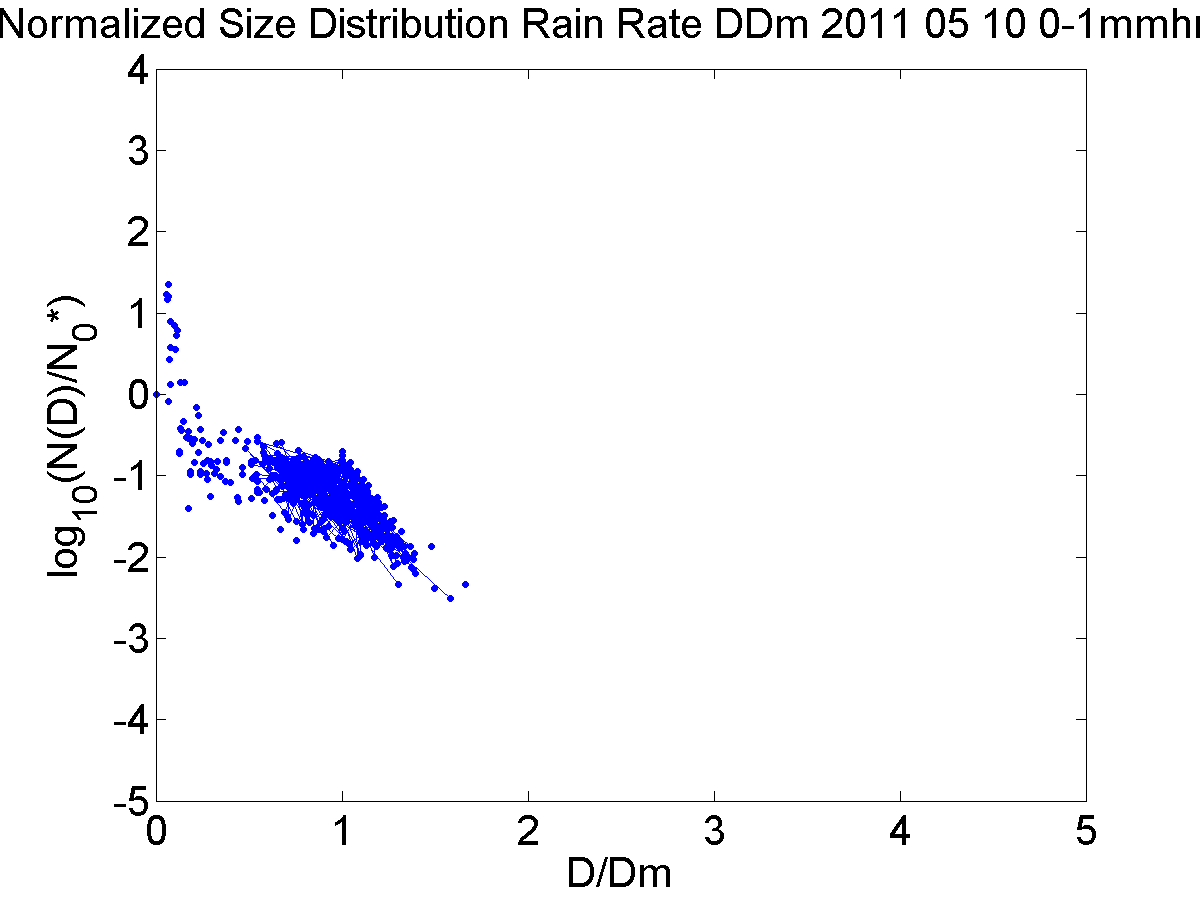 Normalized Size Distribution Rain Rate DDm 2011 05 10 0-1mmhr
4
3
2
1
0
-1
-2
-3
-4
-5
log10(N(D)/N0*)
0 1 2 3 4 5
D/Dm